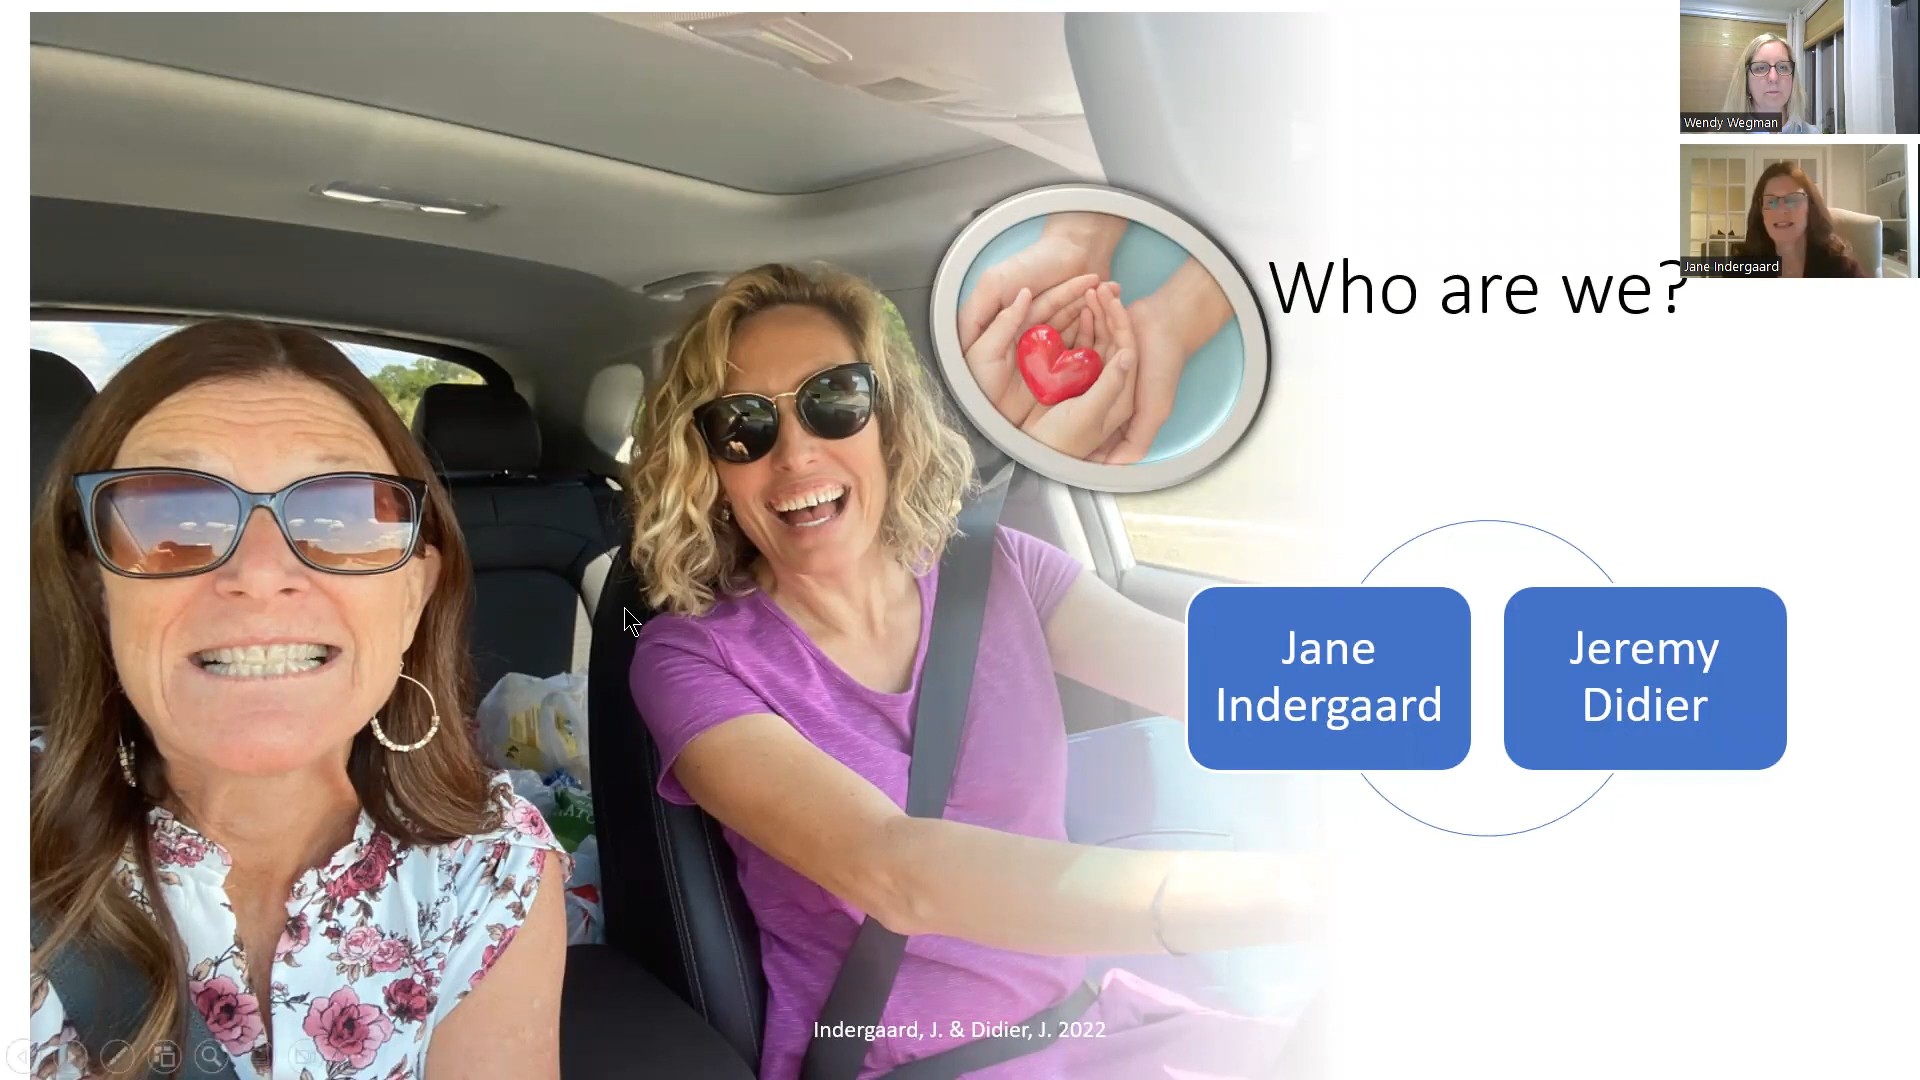 Wendy Wegman
Jane Indergaard
Who are we?
Jane
Indergaard
Jeremy
Didier
Indergaard, J. & Didier, J. 2022